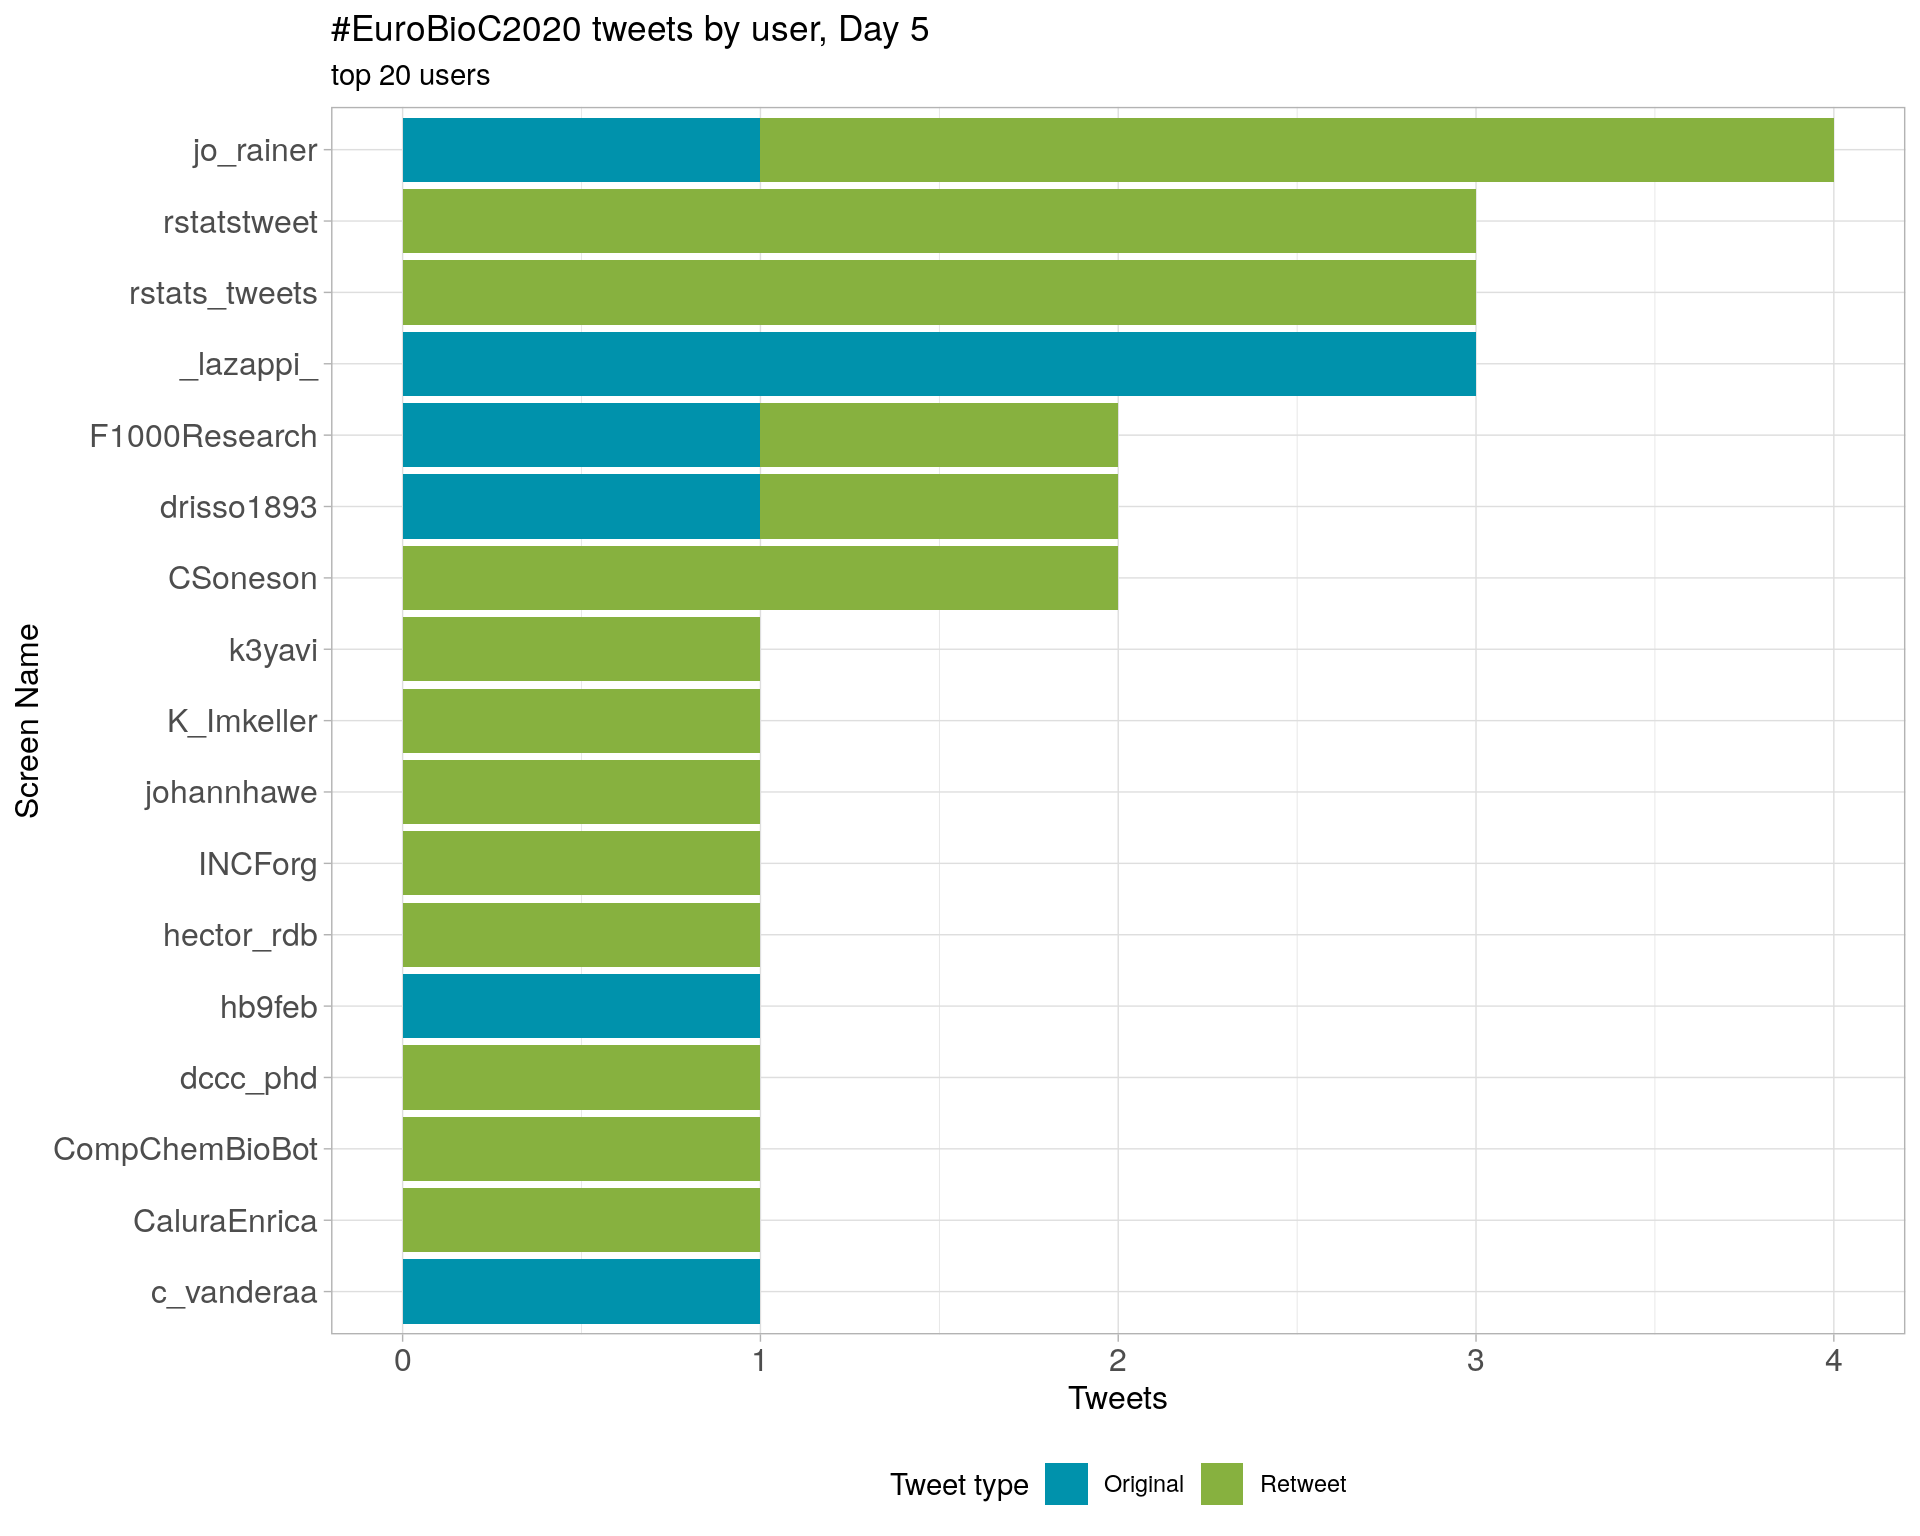 #EuroBioC2020 tweets by user, Day 5
top 20 users
Screen Name
jo_rainer
rstatstweet
rstats_tweets
_lazappi_
F1000Research
drisso1893
CSoneson
k3yavi
K_Imkeller
johannhawe
INCForg
hector_rdb
hb9feb
dccc_phd
CompChemBioBot
CaluraEnrica
c_vanderaa
0 1 2 3 4
Tweets
Tweet type Original Retweet